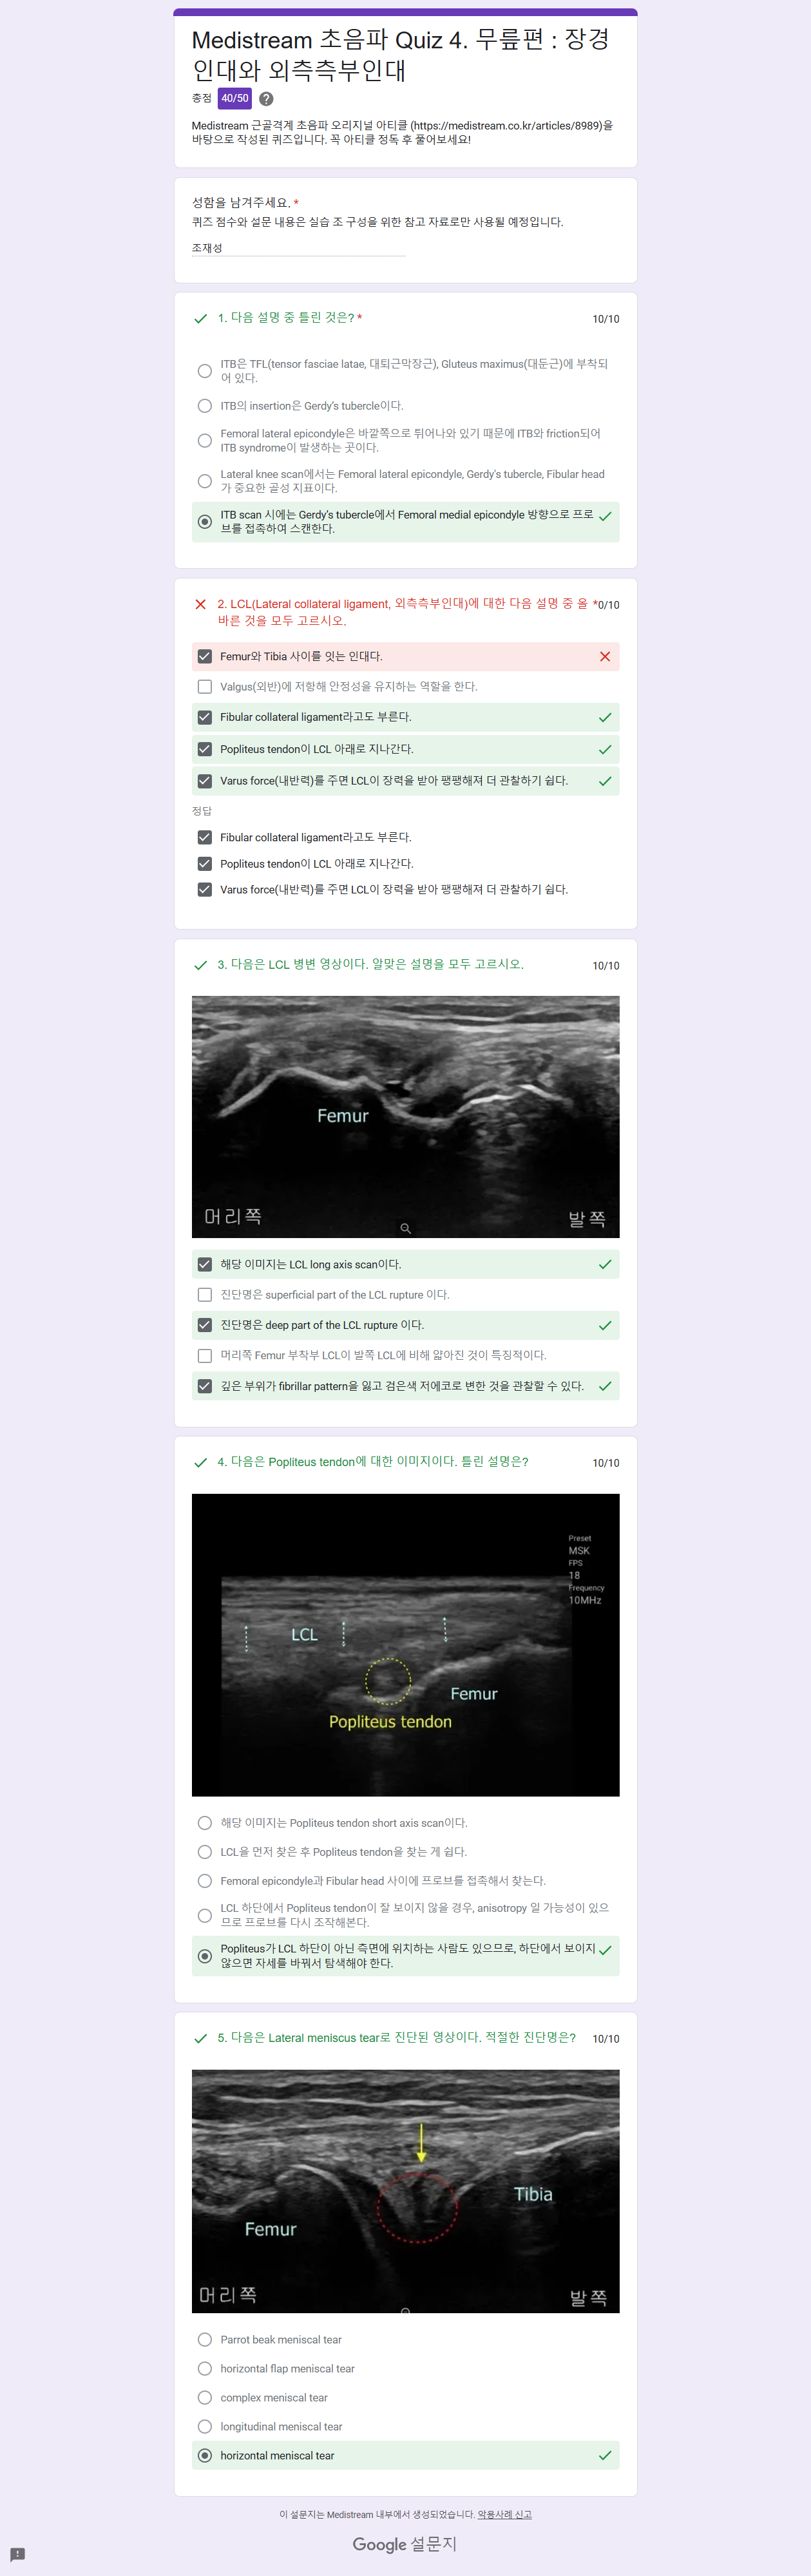 Medistream 초음파 Quiz 4. 무릎편 : 장경
인대와 외측측부인대
총점 40/50 ?
Medistream 근골격계 초음파 오리지널 아티클 (https://medistream.co.kr/articles/8989)을
바탕으로 작성된 퀴즈입니다. 꼭 아티클 정독 후 풀어보세요!
성함을 남겨주세요. *
퀴즈 점수와 설문 내용은 실습 조 구성을 위한 참고 자료로만 사용될 예정입니다.
조재성
1. 다음 설명 중 틀린 것은? * 10/10
ITB은 TFL(tensor fasciae latae, 대퇴근막장근), Gluteus maximus(대둔근)에 부착되
어 있다.
ITB의 insertion은 Gerdy's tubercle이다.
Femoral lateral epicondyle은 바깥쪽으로 튀어나와 있기 때문에 ITB와 friction되어
ITB syndrome이 발생하는 곳이다.
Lateral knee scan에서는 Femoral lateral epicondyle, Gerdy's tubercle, Fibular head
가 중요한 골성 지표이다.
ITB scan 시에는 Gerdy's tubercle에서 Femoral medial epicondyle 방향으로 프로
브를 접촉하여 스캔한다.
2. LCL(Lateral collateral ligament, 외측측부인대)에 대한 다음 설명 중 올 *0/10
바른 것을 모두 고르시오.
Femur와 Tibia 사이를 잇는 인대다.
Valgus(외반)에 저항해 안정성을 유지하는 역할을 한다.
Fibular collateral ligament라고도 부른다.
Popliteus tendon이 LCL 아래로 지나간다.
Varus force(내반력)를 주면 LCL이 장력을 받아 팽팽해져 더 관찰하기 쉽다.
정답
Fibular collateral ligament라고도 부른다.
Popliteus tendon이 LCL 아래로 지나간다.
Varus force(내반력)를 주면 LCL이 장력을 받아 팽팽해져 더 관찰하기 쉽다.
3. 다음은 LCL 병변 영상이다. 알맞은 설명을 모두 고르시오. 10/10
Femur
머리쪽 발쪽
해당 이미지는 LCL long axis scan이다.
진단명은 superficial part of the LCL rupture 이다.
진단명은 deep part of the LCL rupture 이다.
머리쪽 Femur 부착부 LCL이 발쪽 LCL에 비해 얇아진 것이 특징적이다.
깊은 부위가 fibrillar pattern을 잃고 검은색 저에코로 변한 것을 관찰할 수 있다.
4. 다음은 Popliteus tendon에 대한 이미지이다. 틀린 설명은? 10/10
Preset
MSK
FPS
18
Frequency
10MHz
LCL
Femur
Popliteus tendon
해당 이미지는 Popliteus tendon short axis scan이다.
LCL을 먼저 찾은 후 Popliteus tendon을 찾는 게 쉽다.
Femoral epicondyle과 Fibular head 사이에 프로브를 접촉해서 찾는다.
LCL 하단에서 Popliteus tendon이 잘 보이지 않을 경우, anisotropy 일 가능성이 있으
므로 프로브를 다시 조작해본다.
Popliteus가 LCL 하단이 아닌 측면에 위치하는 사람도 있으므로, 하단에서 보이지
않으면 자세를 바꿔서 탐색해야 한다.
5. 다음은 Lateral meniscus tear로 진단된 영상이다. 적절한 진단명은? 10/10
Tibia
Femur
머리쪽 발쪽
Parrot beak meniscal tear
horizontal flap meniscal tear
complex meniscal tear
longitudinal meniscal tear
horizontal meniscal tear
이 설문지는 Medistream 내부에서 생성되었습니다. 악용사례 신고
Google 설문지